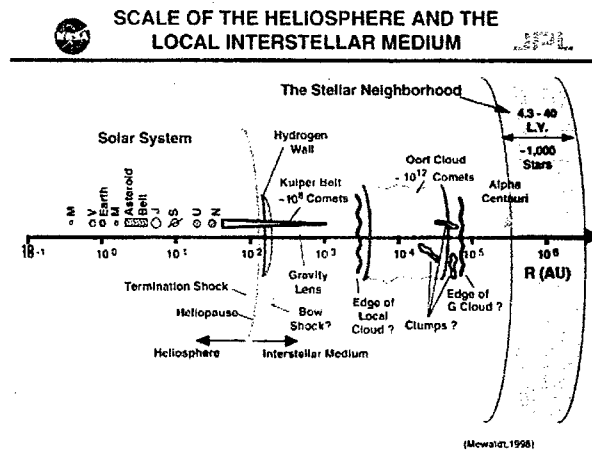 SCALE OF THE HELIOSPHERE AND THE
LOCAL INTERSTELLAR MEDIUM
NASA
JPL
The Stellar Neighborhood
4.3 - 40
L.Y.
~1,000
Stars
Solar System
Hydrogen
Wall
Kuiper Belt
~10⁸ Comets
Oort Cloud
~10¹² Comets
Alpha
Centauri
M
V
Earth
M
Asteroid
Belt
J
S
U
N
10⁻¹
10⁰
10¹
10²
10³
10⁴
10⁵
10⁶
R (AU)
Termination Shock
Heliopause
Bow
Shock?
Gravity
Lens
Edge of
Local
Cloud ?
Clumps ?
Edge of
G Cloud ?
Heliosphere
Interstellar Medium
(Mewaldt, 1998)